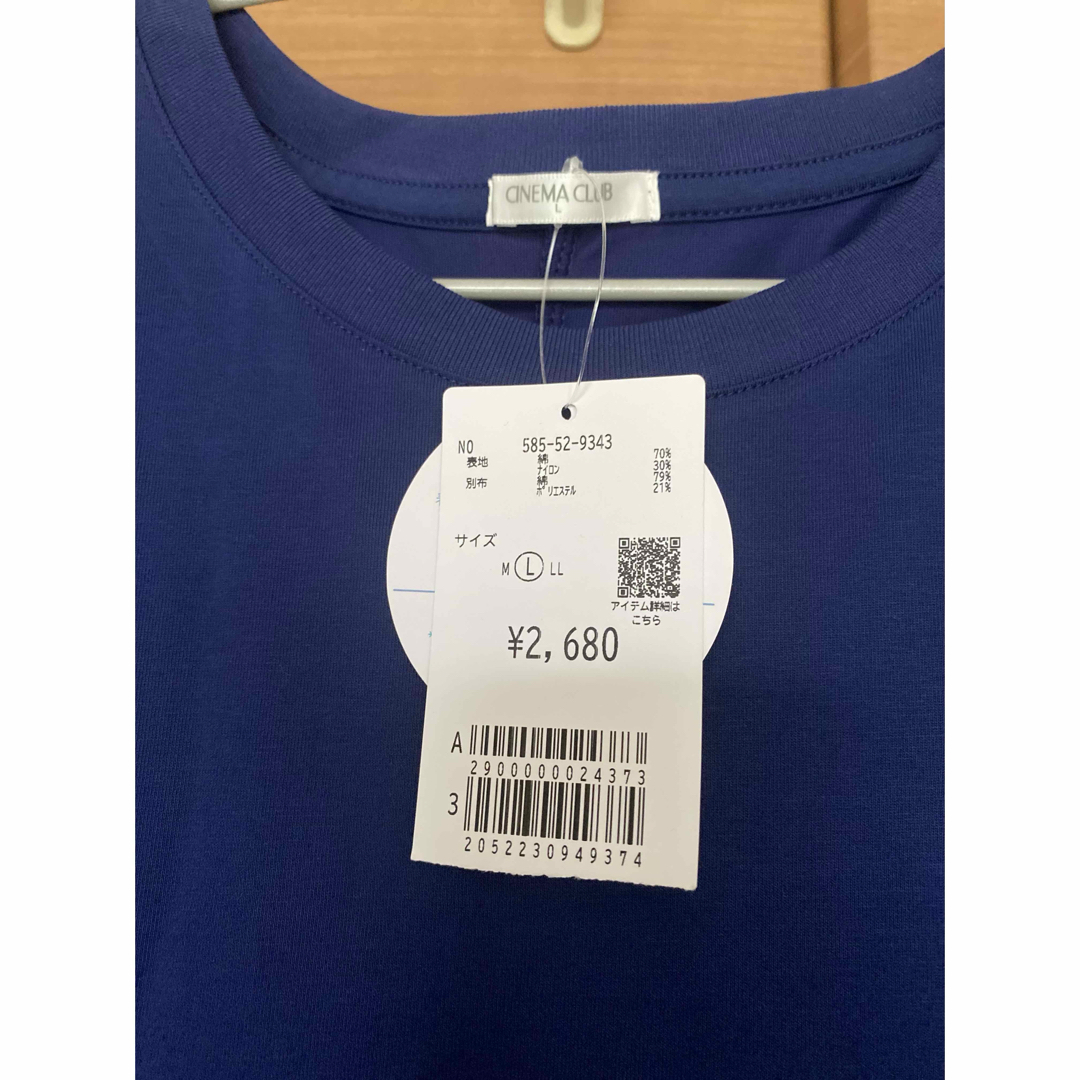 CINEMA CLUB
L
NO 585-52-9343
表地 綿 70%
ナイロン 30%
別布 綿 79%
ポリエステル 21%
サイズ
M L LL
アイテム詳細は
こちら
¥2,680
A
2900000024373
3
2052230949374